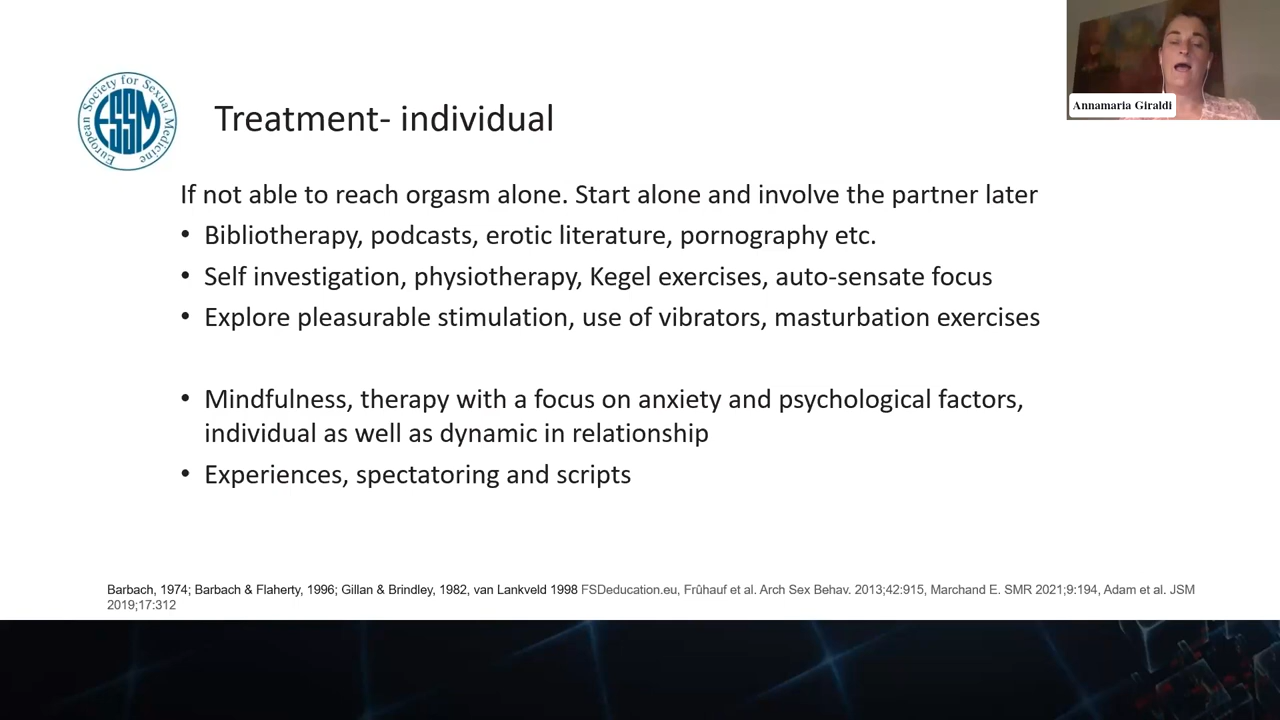 European Society for Sexual Medicine
ESSM
Annamaria Giraldi
Treatment- individual
If not able to reach orgasm alone. Start alone and involve the partner later
• Bibliotherapy, podcasts, erotic literature, pornography etc.
• Self investigation, physiotherapy, Kegel exercises, auto-sensate focus
• Explore pleasurable stimulation, use of vibrators, masturbation exercises
• Mindfulness, therapy with a focus on anxiety and psychological factors,
individual as well as dynamic in relationship
• Experiences, spectatoring and scripts
Barbach, 1974; Barbach & Flaherty, 1996; Gillan & Brindley, 1982, van Lankveld 1998 FSDeducation.eu, Frûhauf et al. Arch Sex Behav. 2013;42:915, Marchand E. SMR 2021;9:194, Adam et al. JSM
2019;17:312